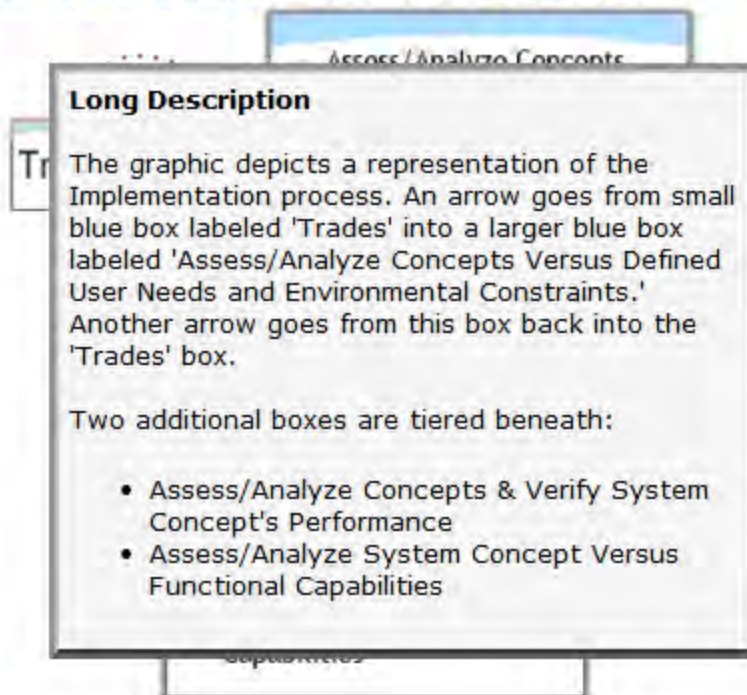 Assess/Analyze Concepts
Long Description
Tr
The graphic depicts a representation of the
Implementation process. An arrow goes from small
blue box labeled 'Trades' into a larger blue box
labeled 'Assess/Analyze Concepts Versus Defined
User Needs and Environmental Constraints.'
Another arrow goes from this box back into the
'Trades' box.
Two additional boxes are tiered beneath:
• Assess/Analyze Concepts & Verify System
Concept's Performance
• Assess/Analyze System Concept Versus
Functional Capabilities
Capabilities